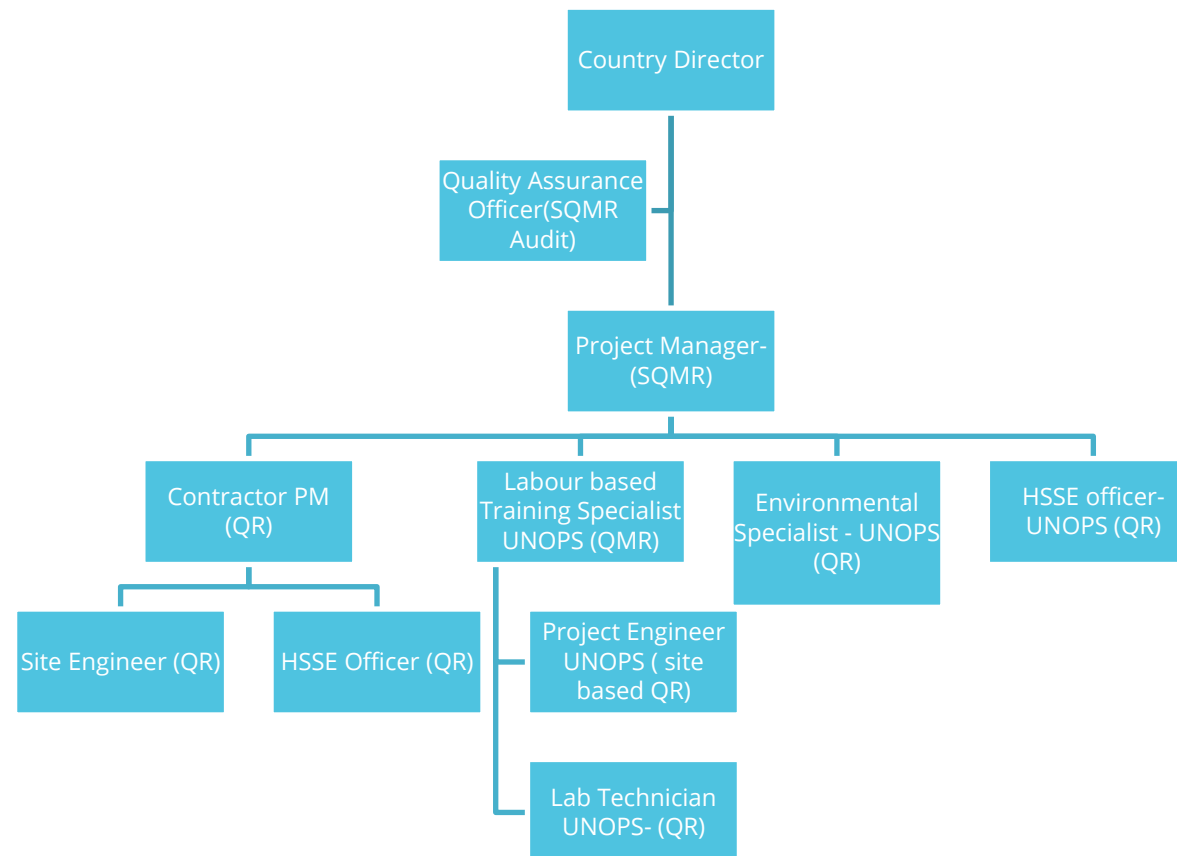 Country Director
Quality Assurance
Officer(SQMR
Audit)
Project Manager-
(SQMR)
Contractor PM
(QR)
Labour based
Training Specialist
UNOPS (QMR)
Environmental
Specialist - UNOPS
(QR)
HSSE officer-
UNOPS (QR)
Site Engineer (QR)
HSSE Officer (QR)
Project Engineer
UNOPS ( site
based QR)
Lab Technician
UNOPS- (QR)